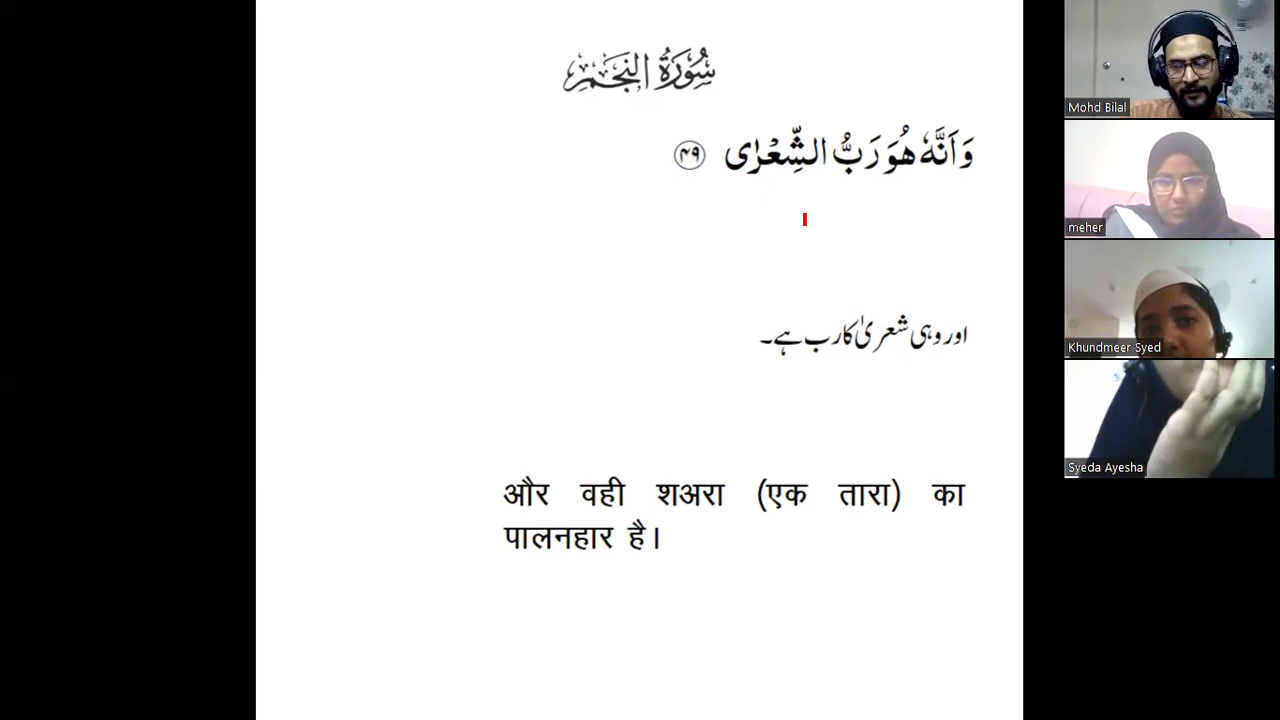 سُوْرَةُ النَّجْمِ
وَاَنَّهٗ هُوَ رَبُّ الشِّعْرٰی ﴿۴۹﴾
اور وہی شعریٰ کا رب ہے۔
और वही शअरा (एक तारा) का
पालनहार है।
Mohd Bilal
meher
Khundmeer Syed
Syeda Ayesha